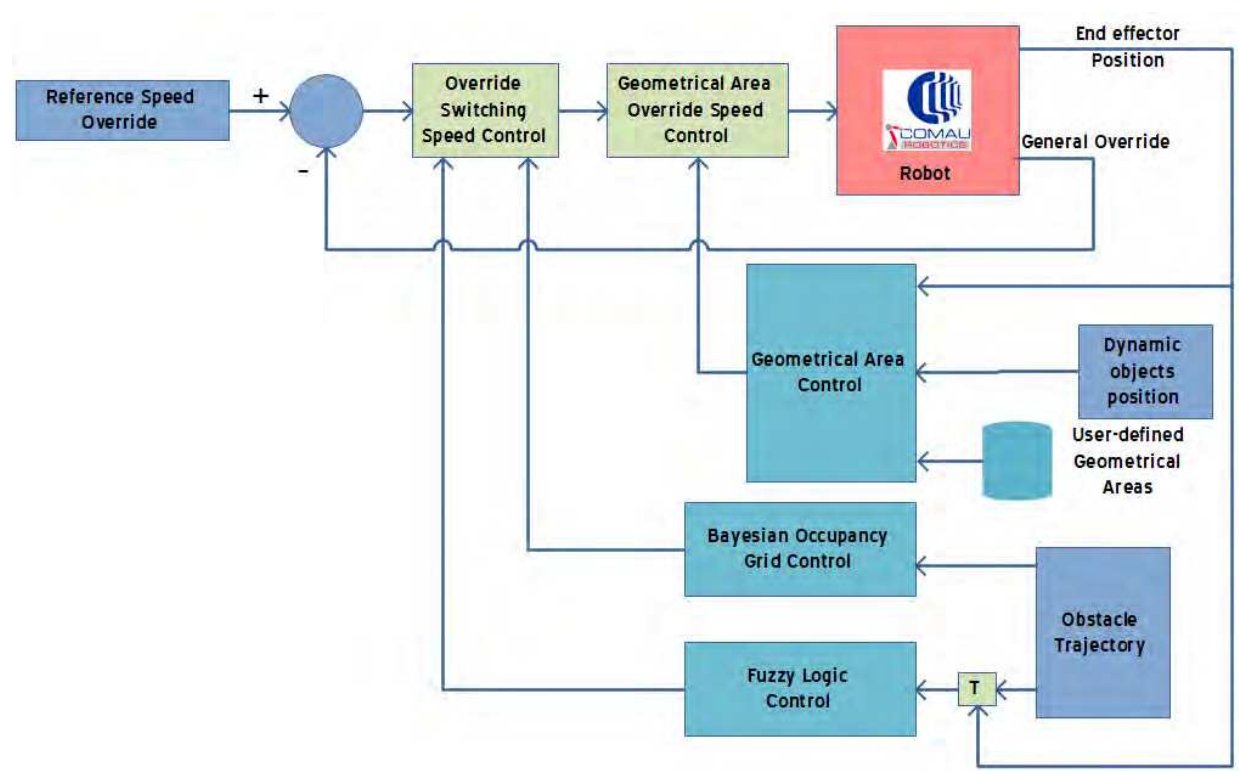 End effector
Position
Reference Speed
Override
+
-
Override
Switching
Speed Control
Geometrical Area
Override Speed
Control
COMAU
ROBOTICS
Robot
General Override
Geometrical Area
Control
Dynamic
objects
position
User-defined
Geometrical
Areas
Bayesian Occupancy
Grid Control
Obstacle
Trajectory
Fuzzy Logic
Control
T